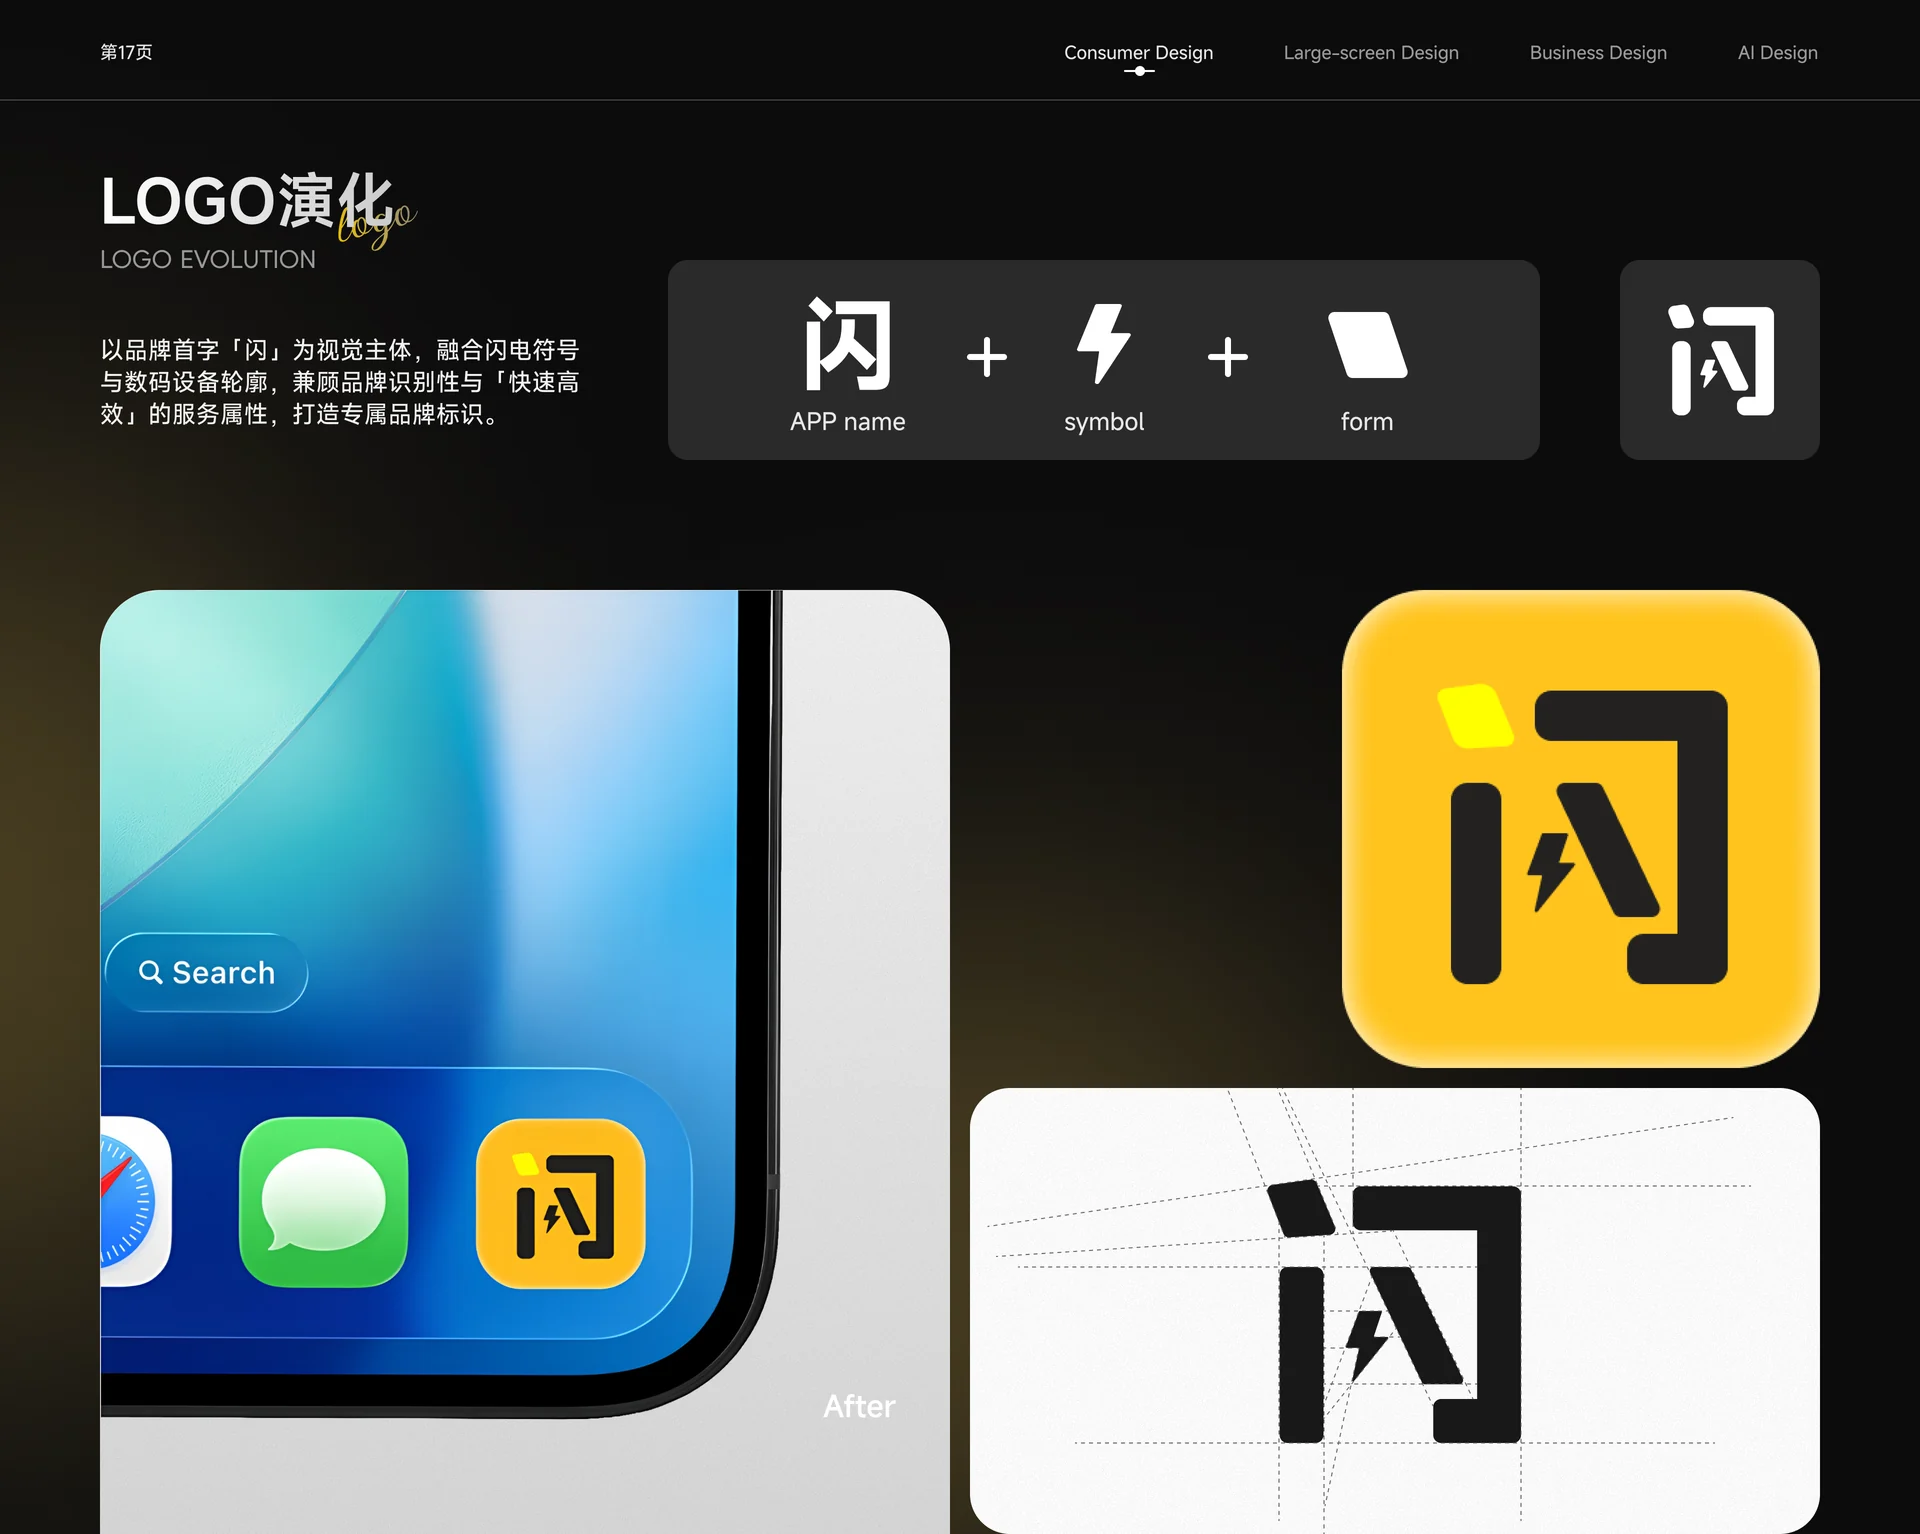 第17页
Consumer Design
Large-screen Design
Business Design
AI Design
LOGO演化
logo
LOGO EVOLUTION
以品牌首字「闪」为视觉主体，融合闪电符号
与数码设备轮廓，兼顾品牌识别性与「快速高
效」的服务属性，打造专属品牌标识。
闪 + +
APP name
symbol
form
闪
闪
Search
闪
After
闪